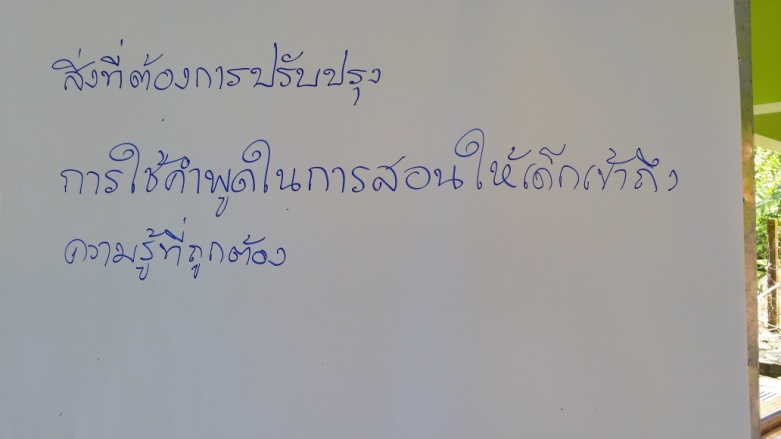 สิ่งที่ต้องการปรับปรุง
การใช้คำพูดในการสอนให้เด็กเข้าถึง
ความรู้ที่ถูกต้อง